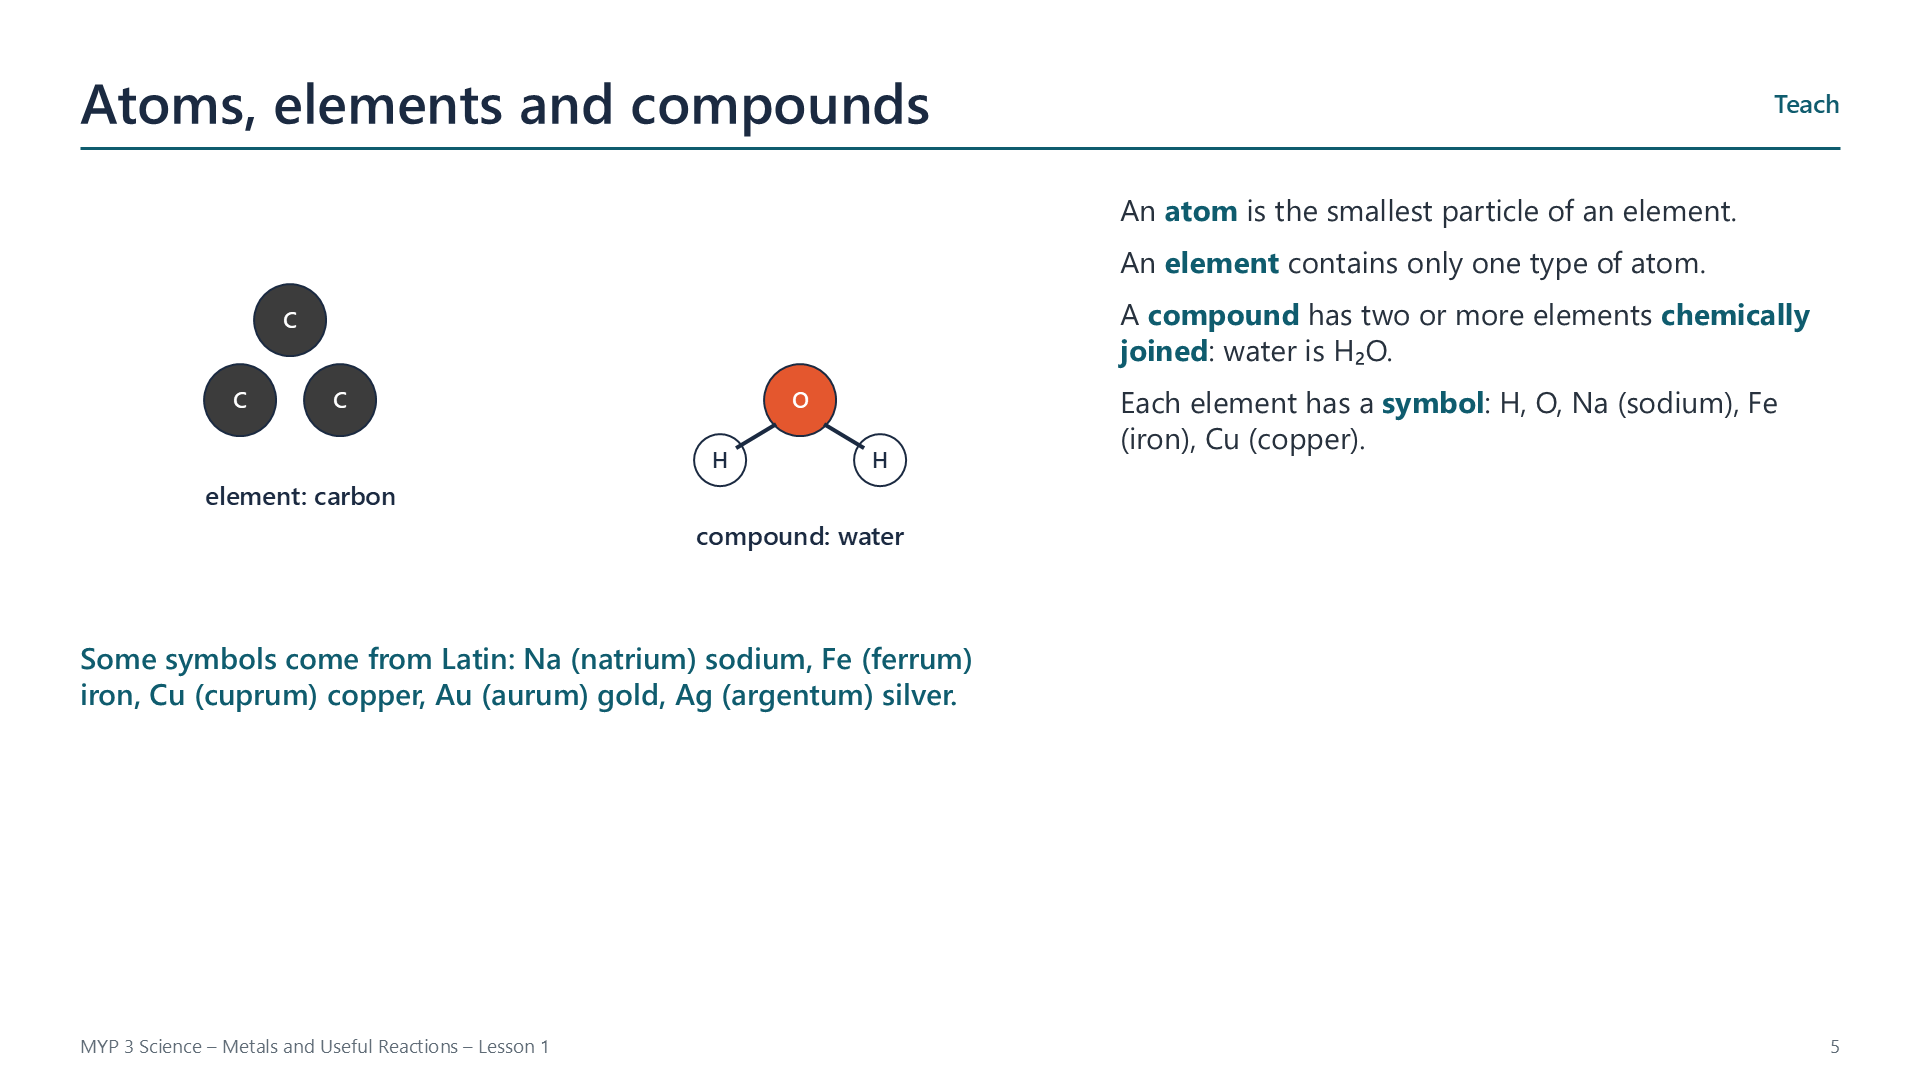 Atoms, elements and compounds
Teach
C
C
C
element: carbon
O
H
H
compound: water
Some symbols come from Latin: Na (natrium) sodium, Fe (ferrum)
iron, Cu (cuprum) copper, Au (aurum) gold, Ag (argentum) silver.
An atom is the smallest particle of an element.
An element contains only one type of atom.
A compound has two or more elements chemically
joined: water is H₂O.
Each element has a symbol: H, O, Na (sodium), Fe
(iron), Cu (copper).
MYP 3 Science – Metals and Useful Reactions – Lesson 1
5